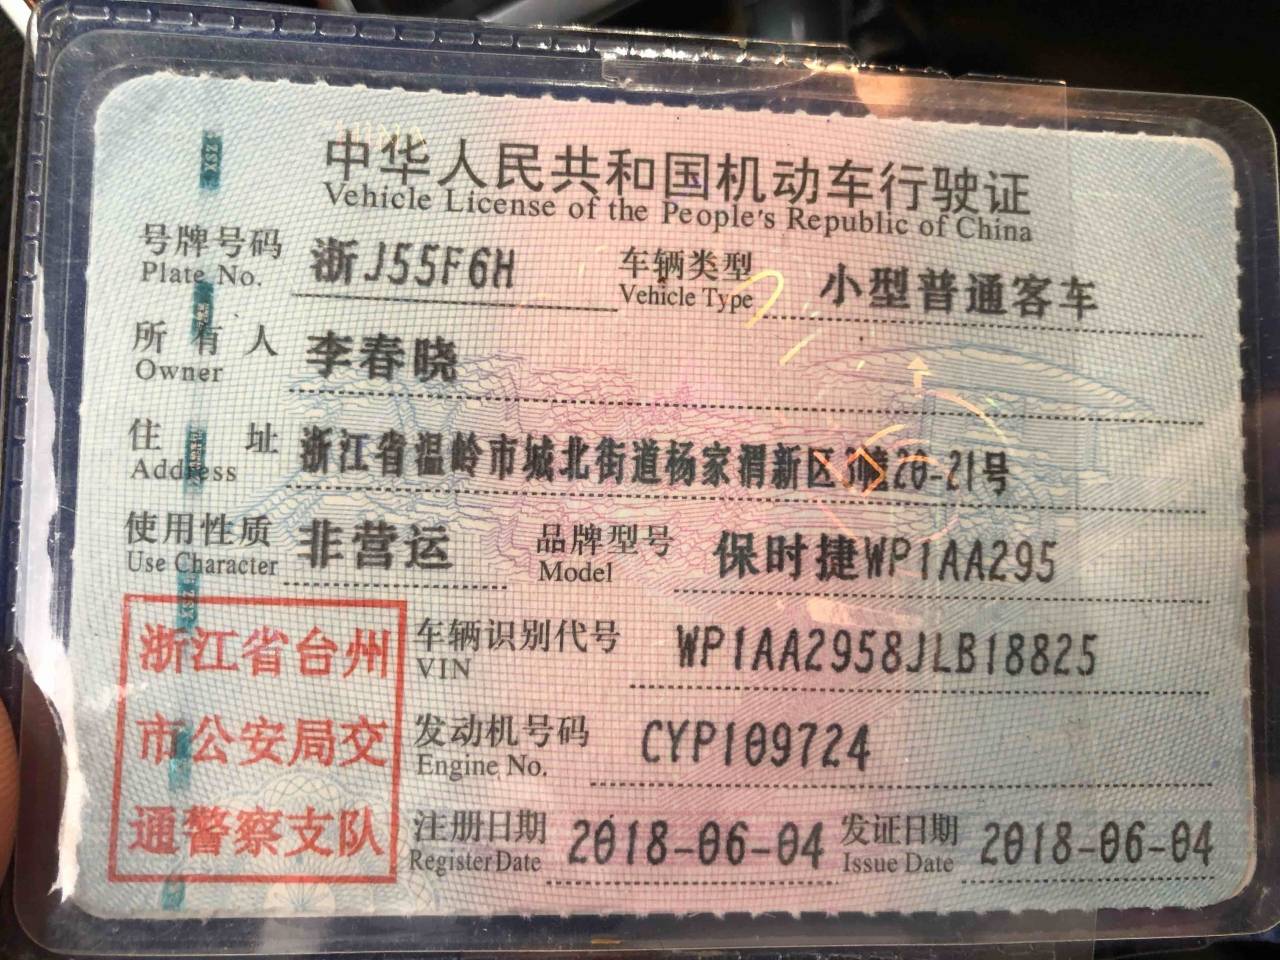 中华人民共和国机动车行驶证
Vehicle License of the People's Republic of China
号牌号码 浙J55F6H 车辆类型 小型普通客车
Plate No. Vehicle Type
所有人 李春晓
Owner
住址 浙江省温岭市城北街道杨家渭新区3幢20-21号
Address
使用性质 非营运 品牌型号 保时捷WP1AA295
Use Character Model
浙江省台州
市公安局交
通警察支队
车辆识别代号 WP1AA2958JLB18825
VIN
发动机号码 CYP109724
Engine No.
注册日期 2018-06-04 发证日期 2018-06-04
Register Date Issue Date